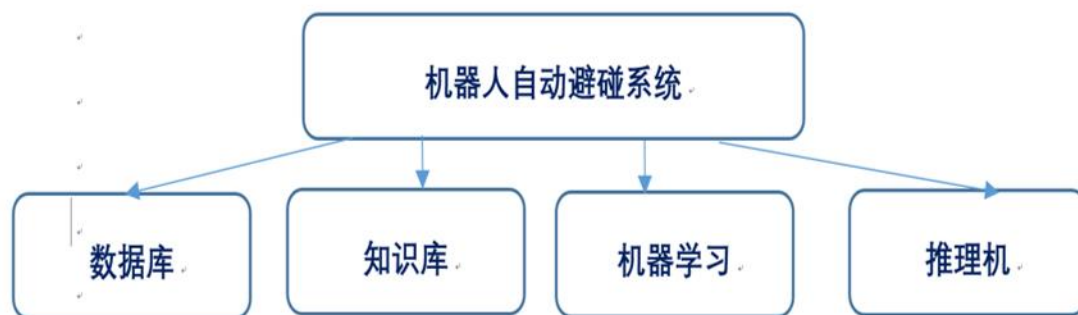 机器人自动避碰系统
数据库
知识库
机器学习
推理机